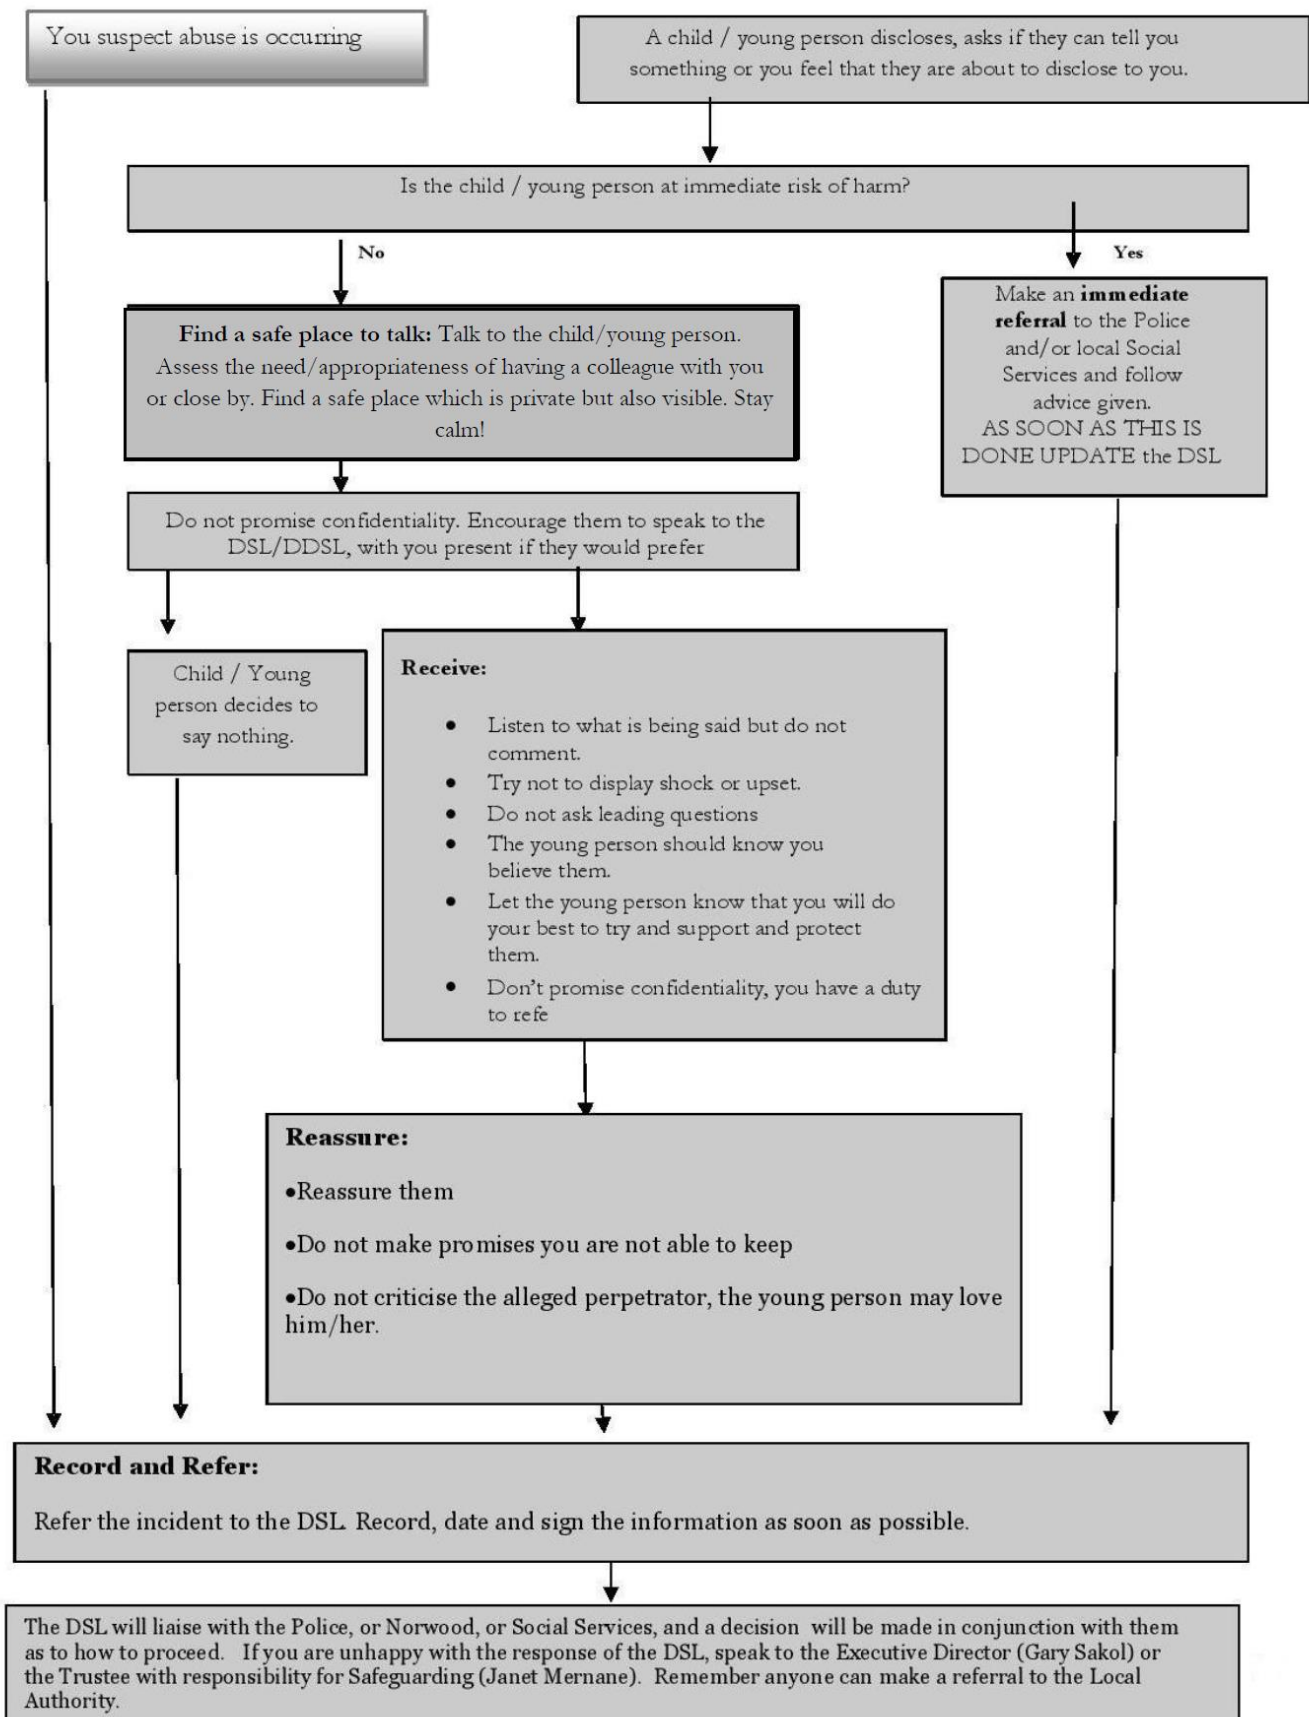 You suspect abuse is occurring
A child / young person discloses, asks if they can tell you
something or you feel that they are about to disclose to you.
Is the child / young person at immediate risk of harm?
No
Yes
Find a safe place to talk: Talk to the child/young person.
Assess the need/appropriateness of having a colleague with you
or close by. Find a safe place which is private but also visible. Stay
calm!
Make an immediate
referral to the Police
and/or local Social
Services and follow
advice given.
AS SOON AS THIS IS
DONE UPDATE the DSL
Do not promise confidentiality. Encourage them to speak to the
DSL/DDSL, with you present if they would prefer
Child / Young
person decides to
say nothing.
Receive:
• Listen to what is being said but do not
comment.
• Try not to display shock or upset.
• Do not ask leading questions
• The young person should know you
believe them.
• Let the young person know that you will do
your best to try and support and protect
them.
• Don't promise confidentiality, you have a duty
to refe
Reassure:
•Reassure them
•Do not make promises you are not able to keep
•Do not criticise the alleged perpetrator, the young person may love
him/her.
Record and Refer:
Refer the incident to the DSL. Record, date and sign the information as soon as possible.
The DSL will liaise with the Police, or Norwood, or Social Services, and a decision will be made in conjunction with them
as to how to proceed. If you are unhappy with the response of the DSL, speak to the Executive Director (Gary Sakol) or
the Trustee with responsibility for Safeguarding (Janet Mernane). Remember anyone can make a referral to the Local
Authority.